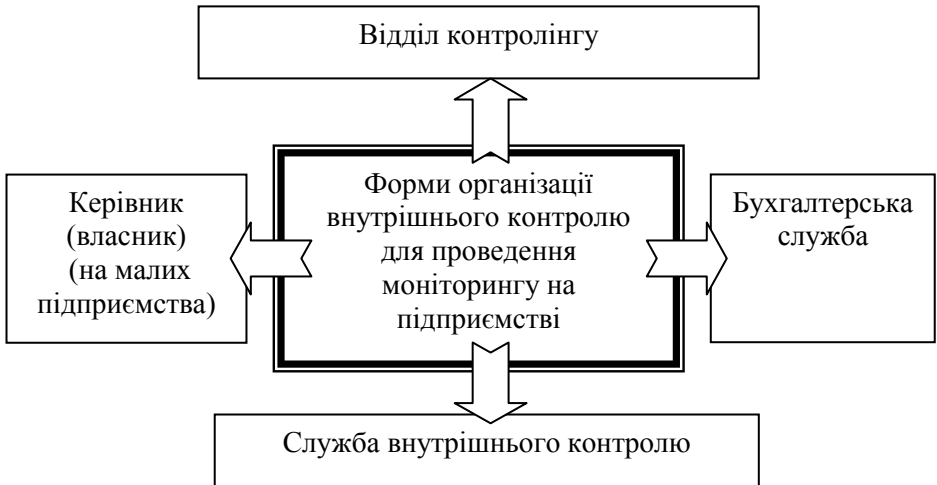 Відділ контролінгу
Керівник
(власник)
(на малих
підприємства)
Форми організації
внутрішнього контролю
для проведення
моніторингу на
підприємстві
Бухгалтерська
служба
Служба внутрішнього контролю